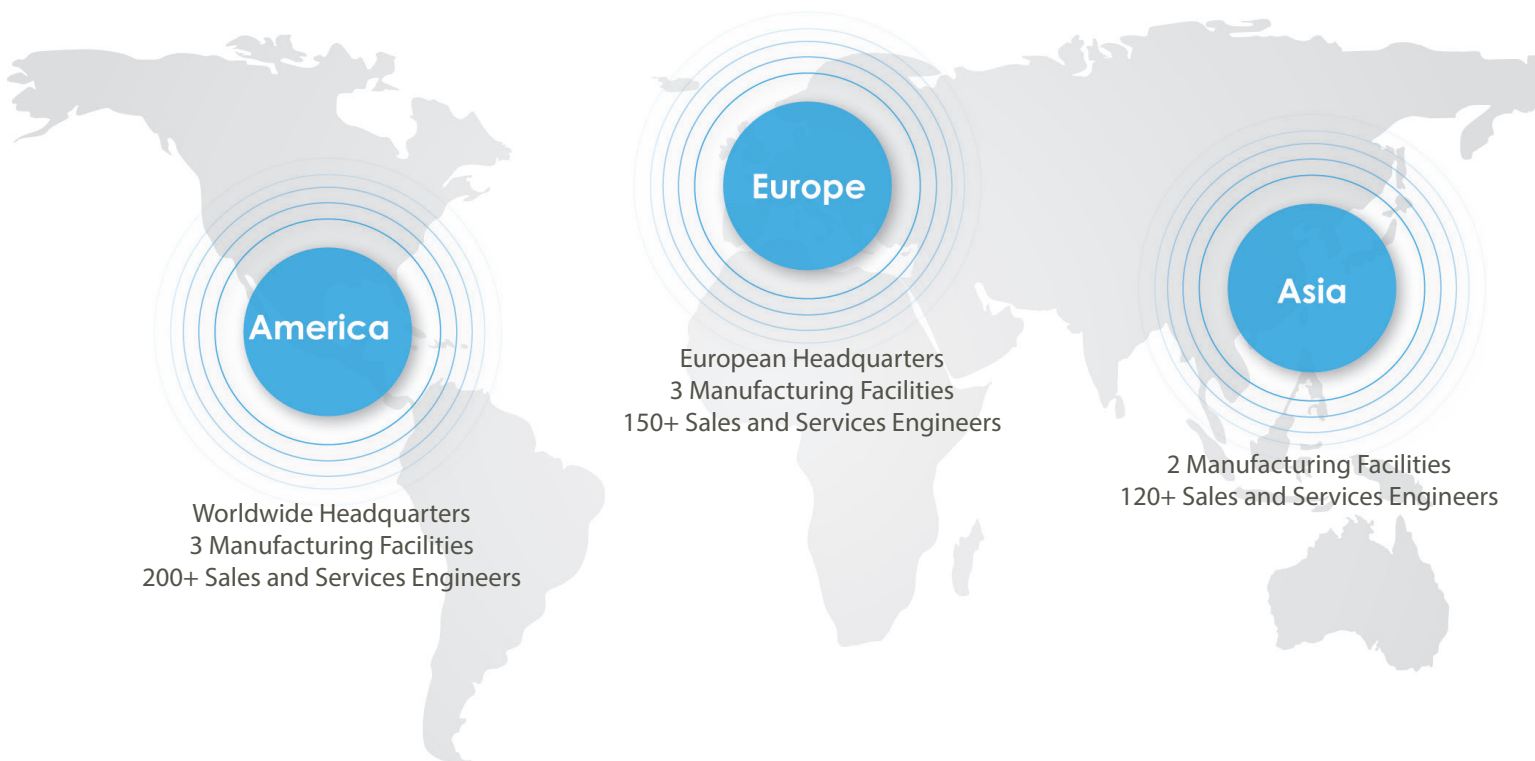 America
Worldwide Headquarters
3 Manufacturing Facilities
200+ Sales and Services Engineers
Europe
European Headquarters
3 Manufacturing Facilities
150+ Sales and Services Engineers
Asia
2 Manufacturing Facilities
120+ Sales and Services Engineers